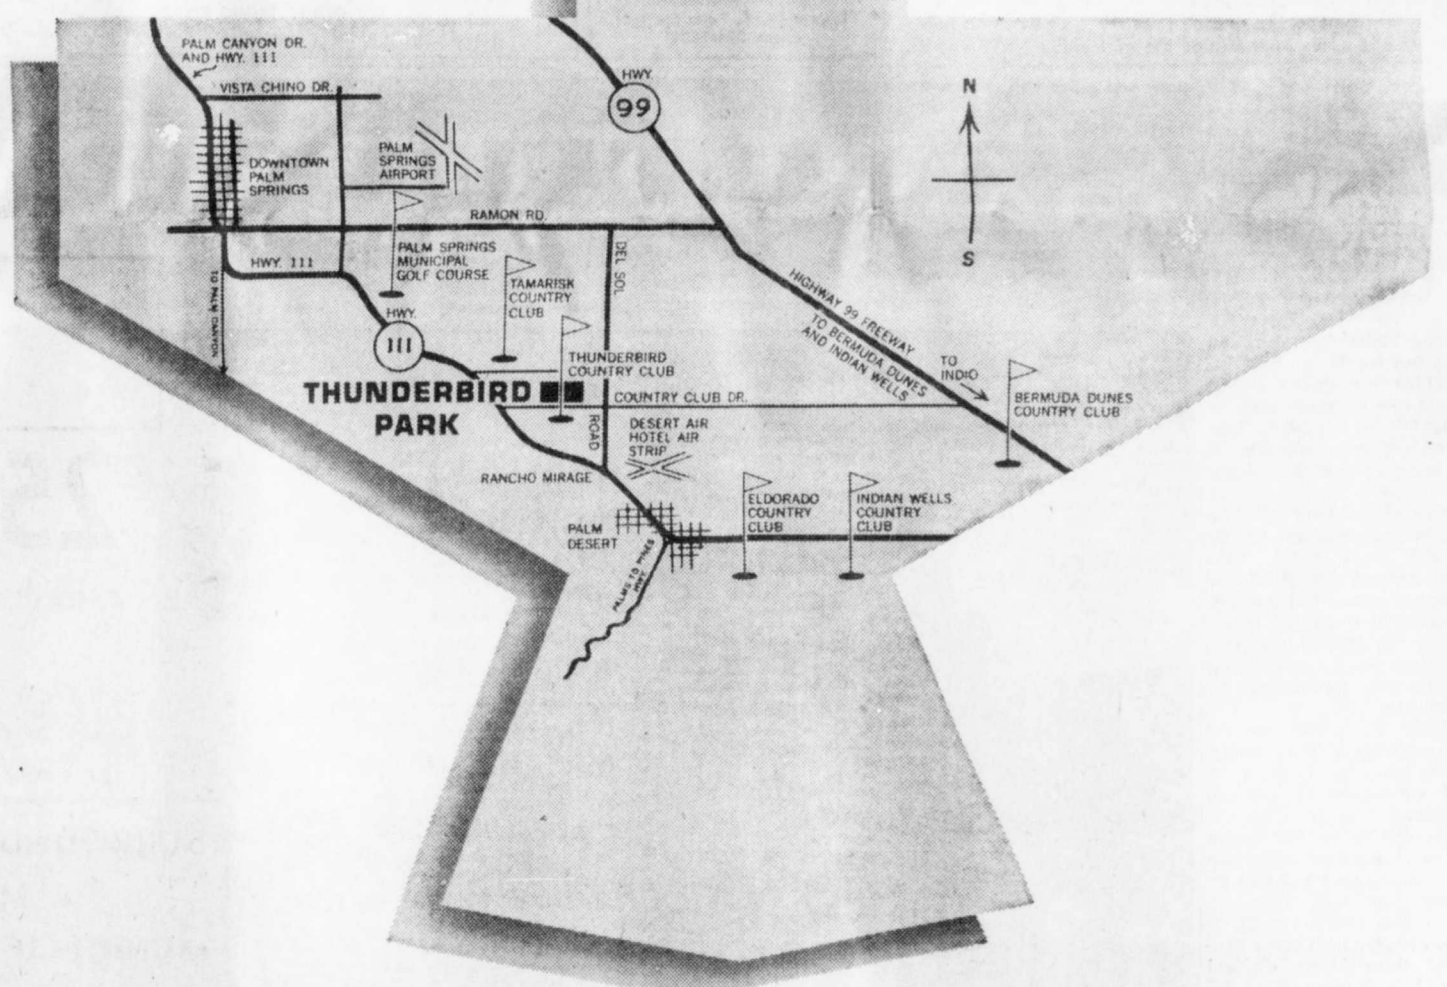 PALM CANYON DR.
AND HWY. 111
VISTA CHINO DR.
HWY.
99
N
S
DOWNTOWN
PALM
SPRINGS
PALM
SPRINGS
AIRPORT
RAMON RD.
PALM SPRINGS
MUNICIPAL
GOLF COURSE
HWY. 111
TO PALM CANYON
TAMARISK
COUNTRY
CLUB
DEL SOL
ROAD
HWY.
111
HIGHWAY 99 FREEWAY
TO BERMUDA DUNES
AND INDIAN WELLS
TO
INDIO
THUNDERBIRD
COUNTRY CLUB
THUNDERBIRD
PARK
COUNTRY CLUB DR.
BERMUDA DUNES
COUNTRY CLUB
DESERT AIR
HOTEL AIR
STRIP
RANCHO MIRAGE
ELDORADO
COUNTRY
CLUB
INDIAN WELLS
COUNTRY
CLUB
PALM
DESERT
PALMS TO PINES
HWY.